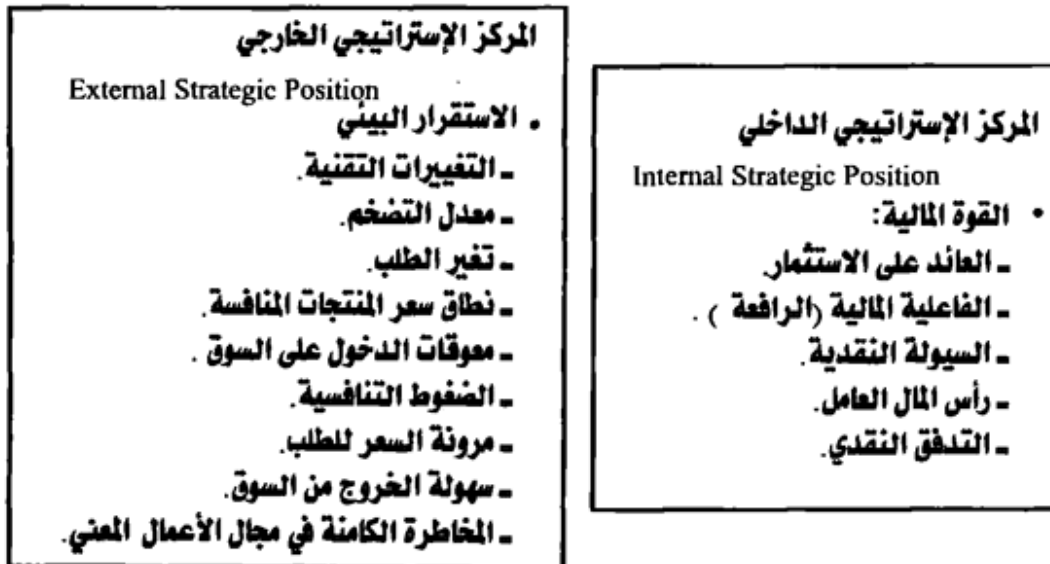 المركز الإستراتيجي الداخلي
Internal Strategic Position
• القوة المالية:
ـ العائد على الاستثمار.
ـ الفاعلية المالية (الرافعة ) .
ـ السيولة النقدية.
ـ رأس المال العامل.
ـ التدفق النقدي.
المركز الإستراتيجي الخارجي
External Strategic Position
• الاستقرار البيئي
ـ التغييرات التقنية.
ـ معدل التضخم.
ـ تغير الطلب.
ـ نطاق سعر المنتجات المنافسة.
ـ معوقات الدخول على السوق .
ـ الضغوط التنافسية.
ـ مرونة السعر للطلب.
ـ سهولة الخروج من السوق.
ـ المخاطرة الكامنة في مجال الأعمال المعني.